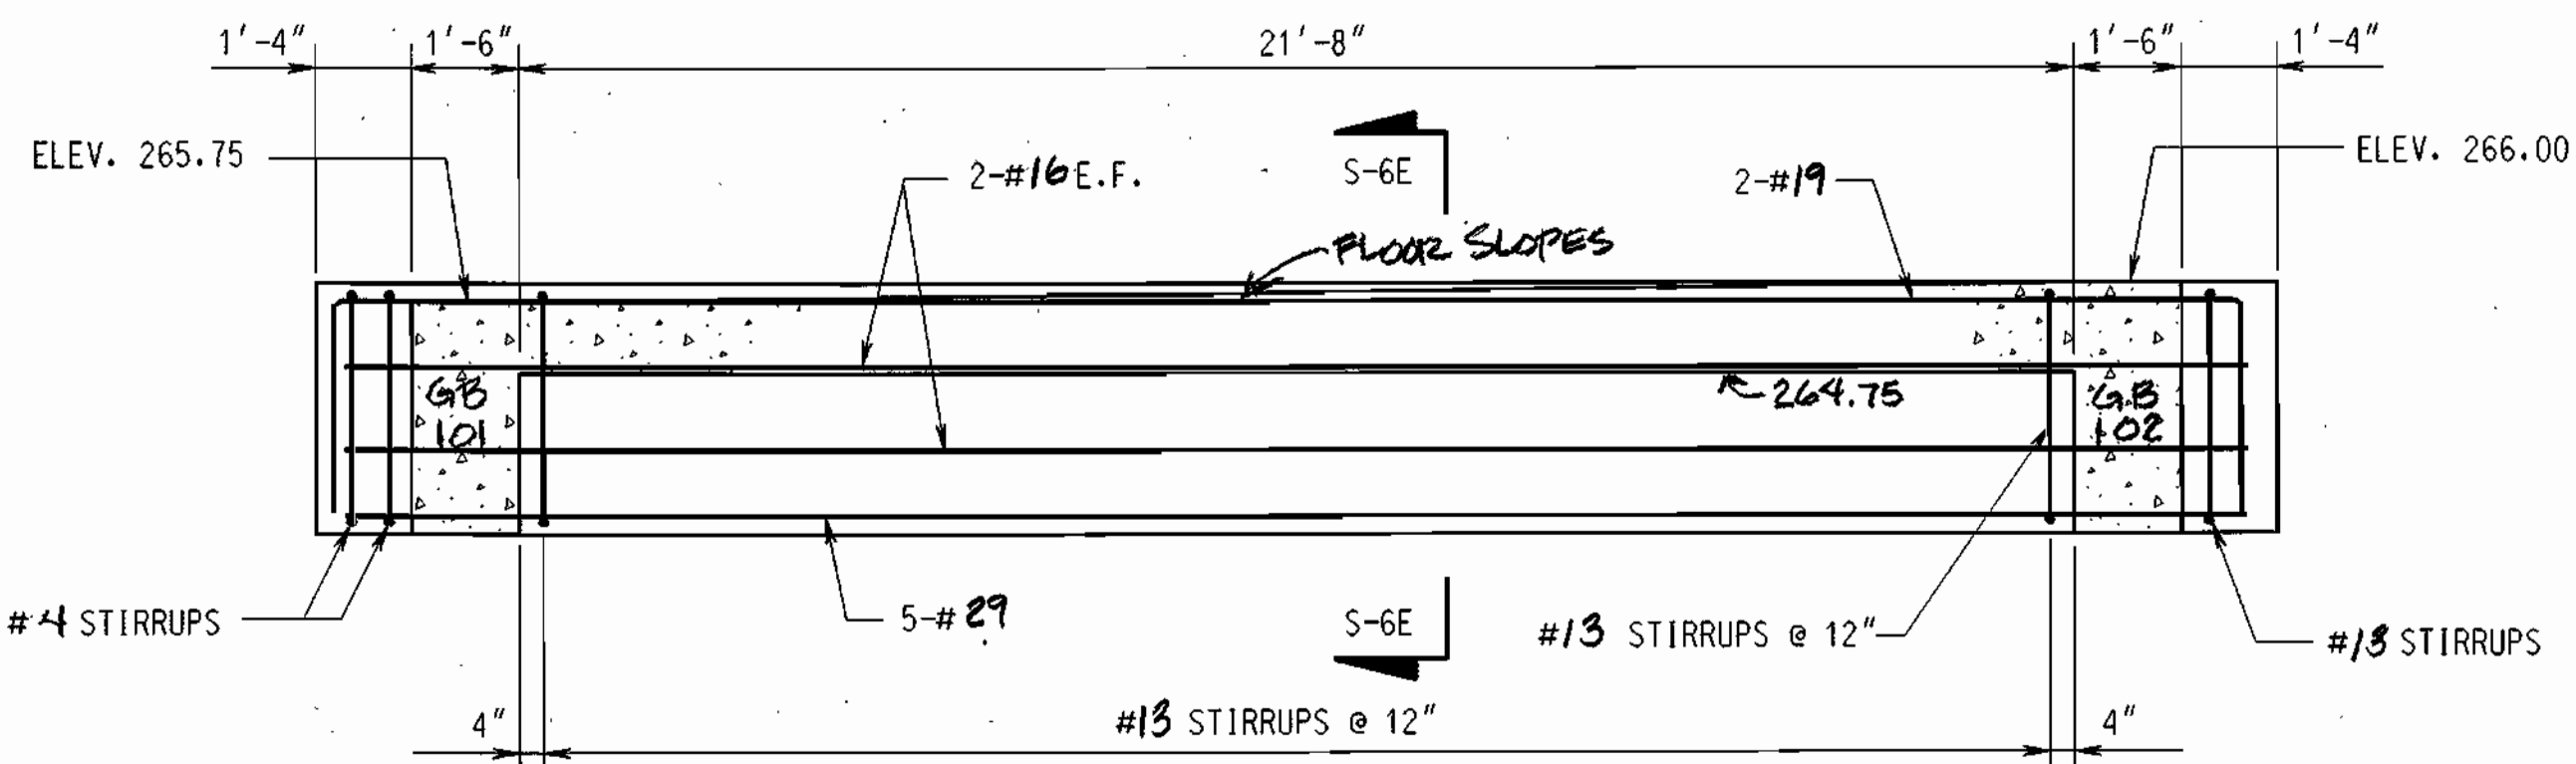 1'-4" 1'-6" 21'-8" 1'-6" 1'-4"
ELEV. 265.75
2-#16 E.F.
S-6E
2-#19
ELEV. 266.00
FLOOR SLOPES
264.75
GB
101
GB
102
#4 STIRRUPS
5-#29
S-6E
#13 STIRRUPS @ 12"
#13 STIRRUPS
4"
#13 STIRRUPS @ 12"
4"